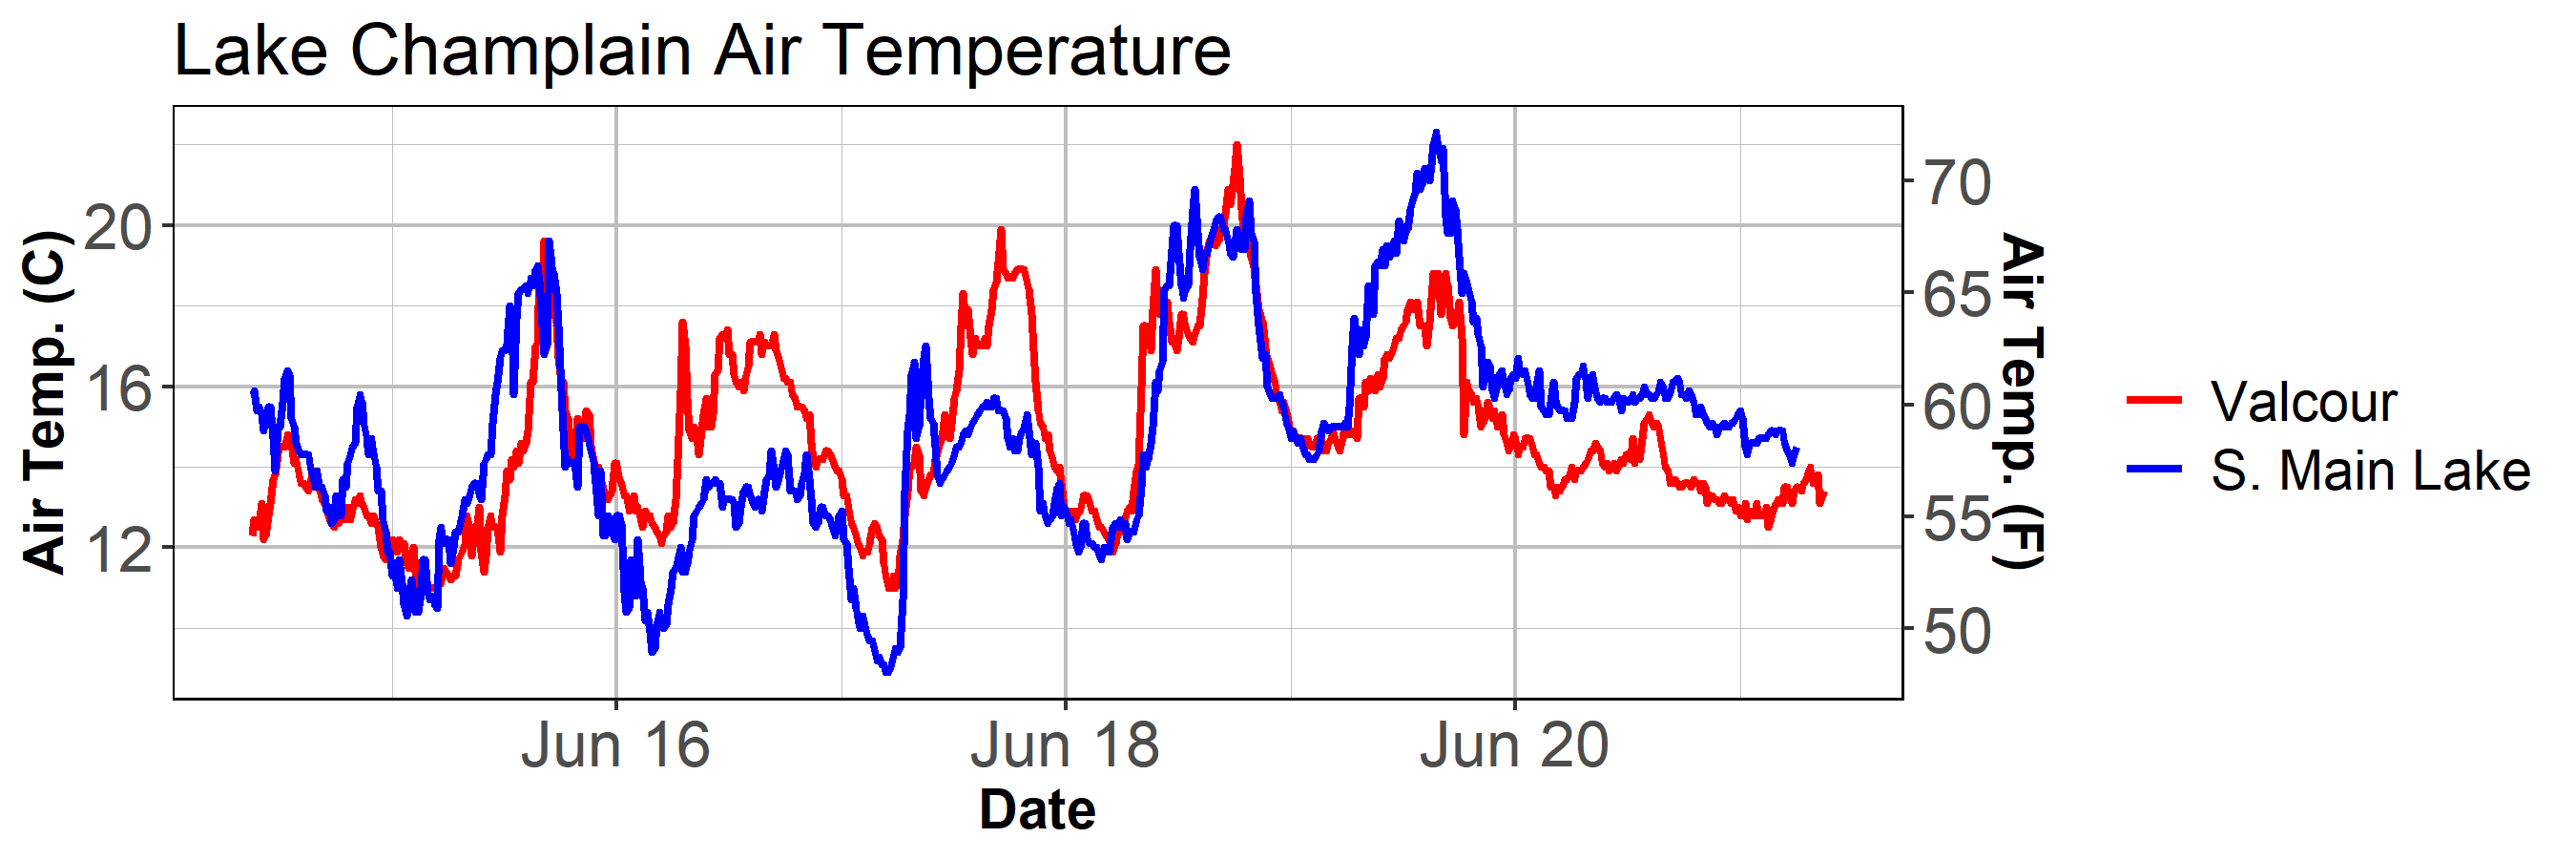 Lake Champlain Air Temperature
Air Temp. (C)
20
16
12
70
65
60
55
50
Air Temp. (F)
Jun 16
Jun 18
Jun 20
Date
Valcour
S. Main Lake